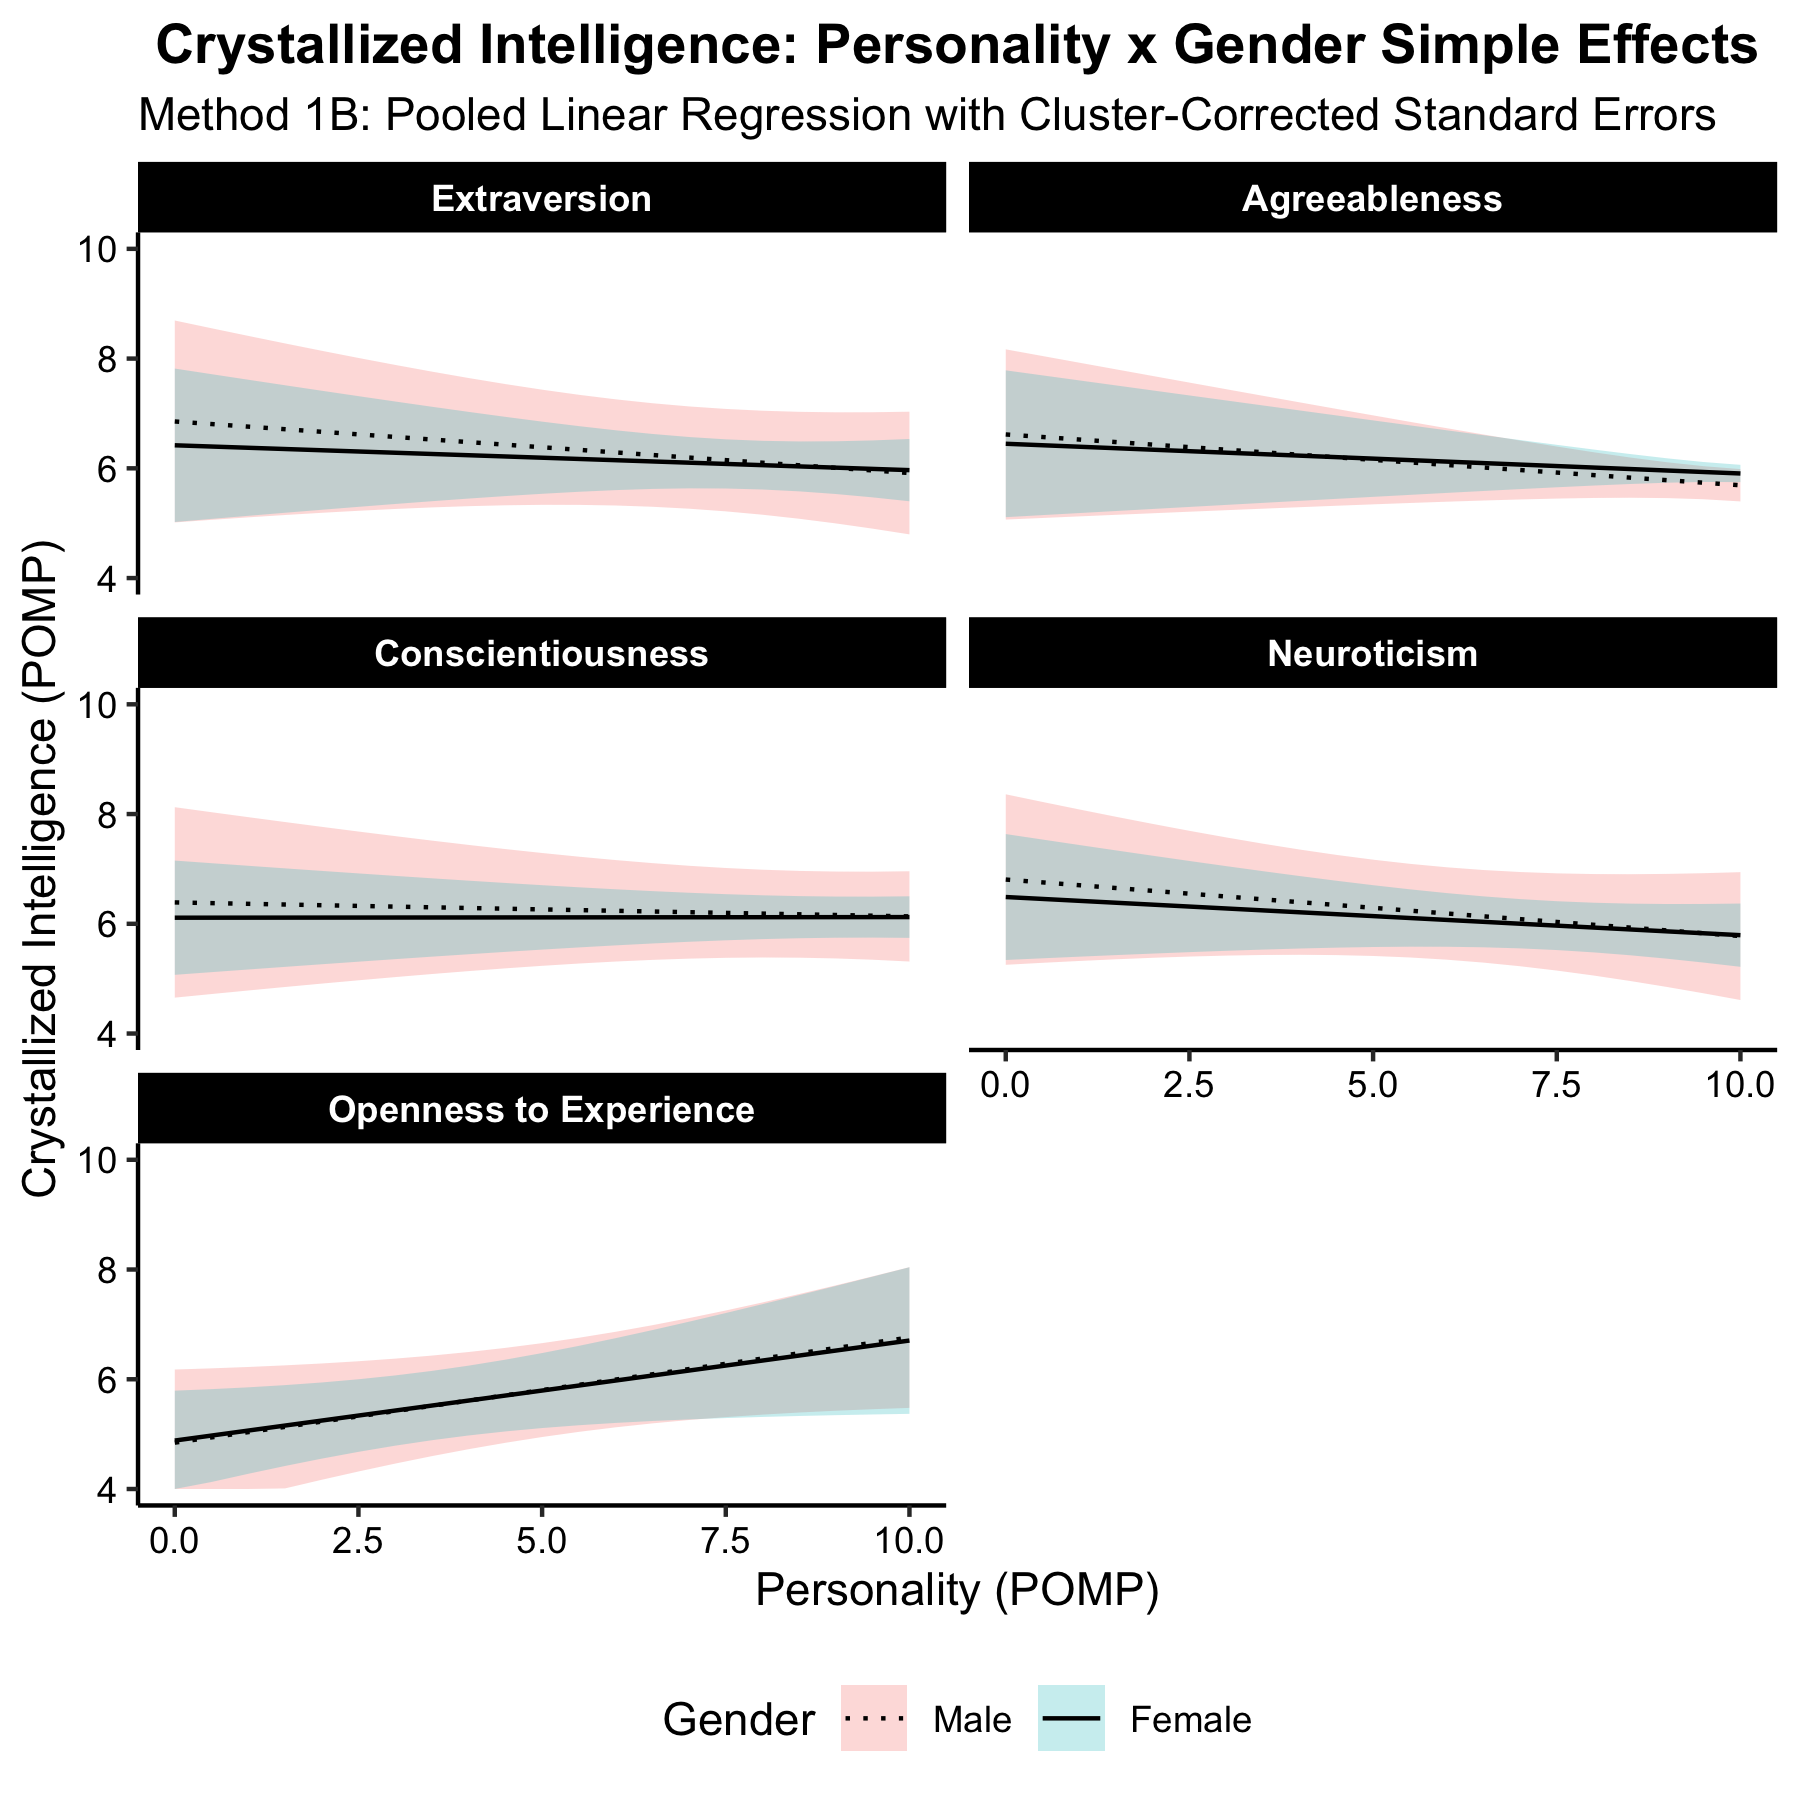 Crystallized Intelligence: Personality x Gender Simple Effects
Method 1B: Pooled Linear Regression with Cluster-Corrected Standard Errors
Extraversion
Agreeableness
10
8
6
4
Conscientiousness
Neuroticism
10
8
6
4
0.0 2.5 5.0 7.5 10.0
Openness to Experience
10
8
6
4
0.0 2.5 5.0 7.5 10.0
Crystallized Intelligence (POMP)
Personality (POMP)
Gender Male Female